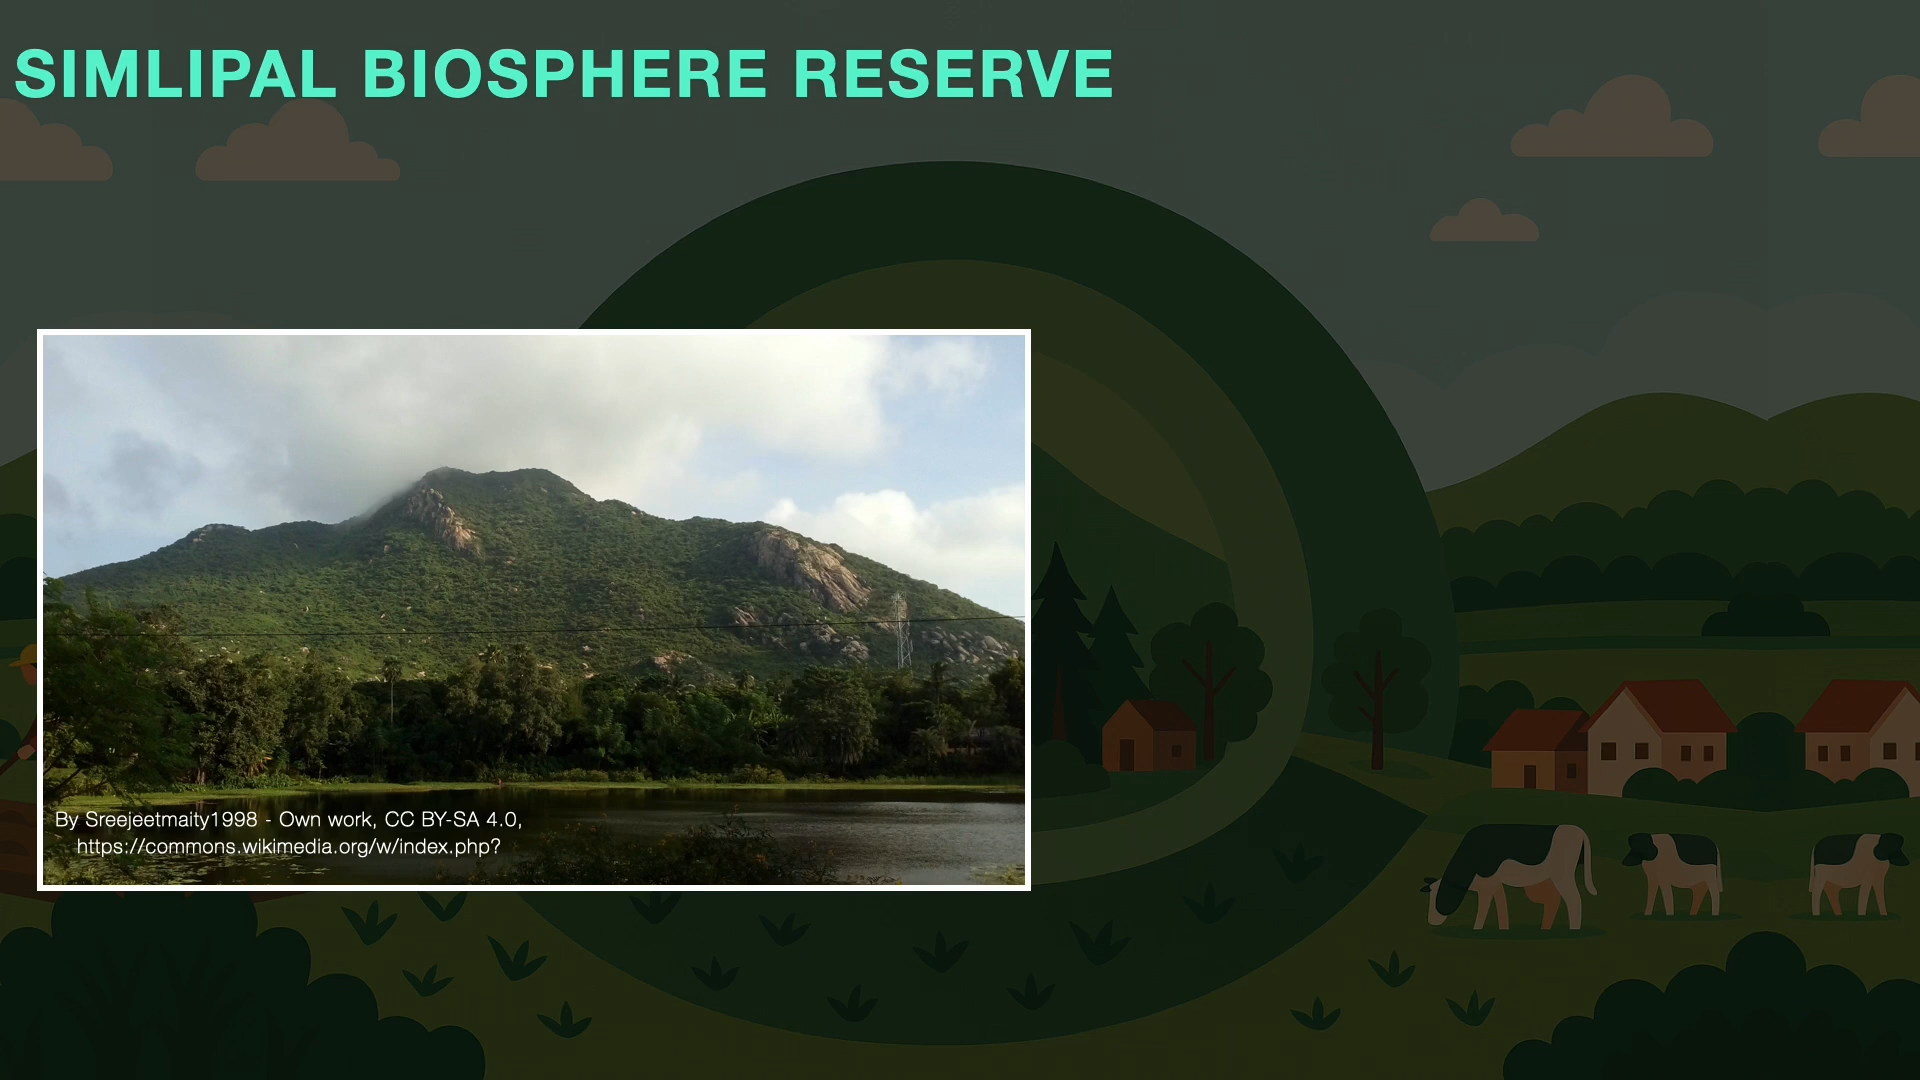 SIMLIPAL BIOSPHERE RESERVE
By Sreejeetmaity1998 - Own work, CC BY-SA 4.0,
https://commons.wikimedia.org/w/index.php?